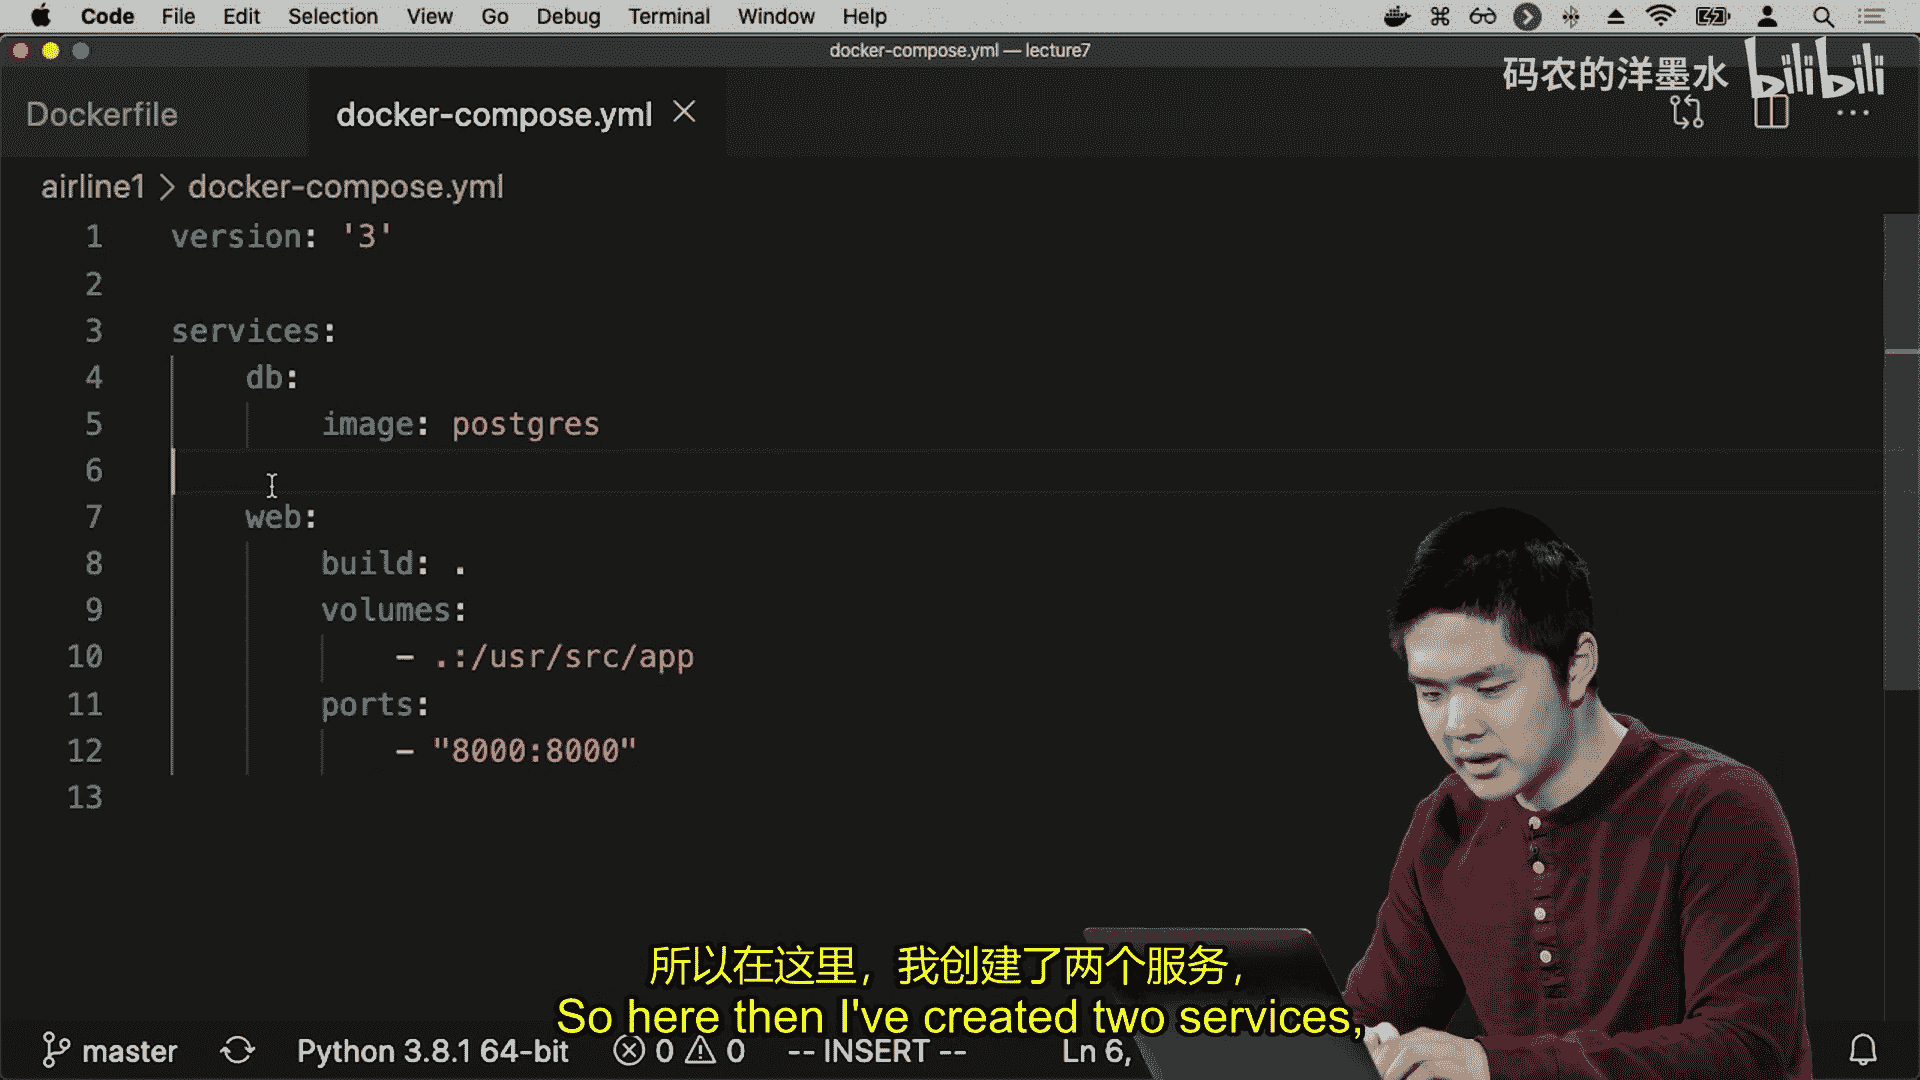 Code File Edit Selection View Go Debug Terminal Window Help
docker-compose.yml — lecture7
码农的洋墨水 bilibili
Dockerfile docker-compose.yml
airline1 > docker-compose.yml
1 version: '3'
2
3 services:
4 db:
5 image: postgres
6
7 web:
8 build: .
9 volumes:
10 - .:/usr/src/app
11 ports:
12 - "8000:8000"
13
所以在这里，我创建了两个服务，
So here then I've created two services,
master Python 3.8.1 64-bit 0 0 -- INSERT -- Ln 6,